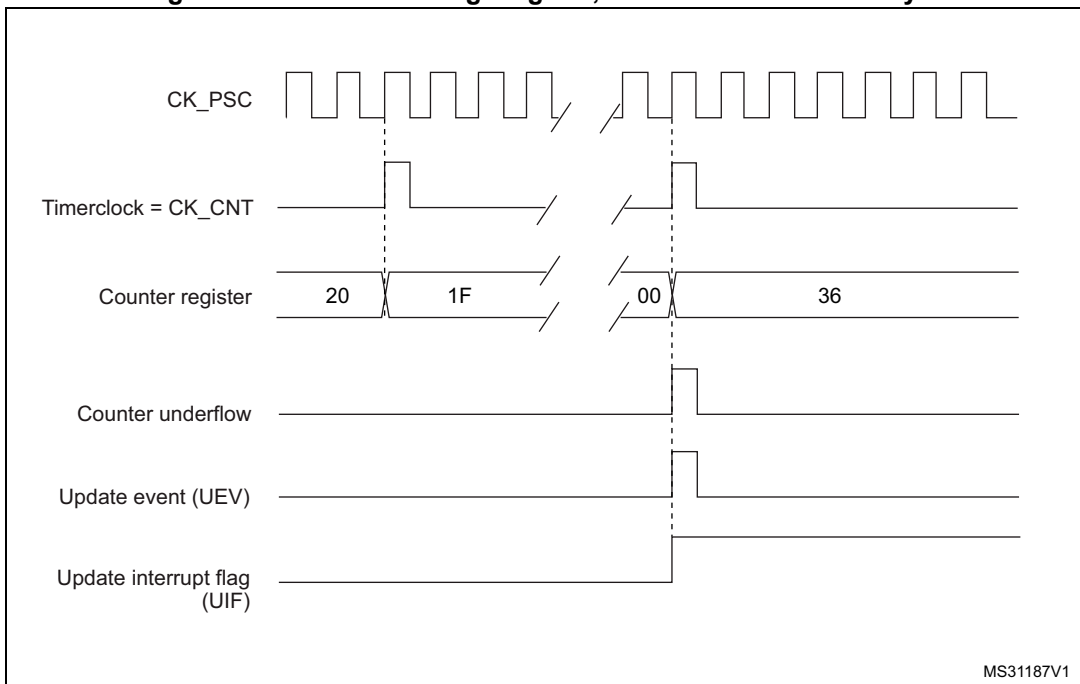 CK_PSC
Timerclock = CK_CNT
Counter register
20
1F
00
36
Counter underflow
Update event (UEV)
Update interrupt flag
(UIF)
MS31187V1